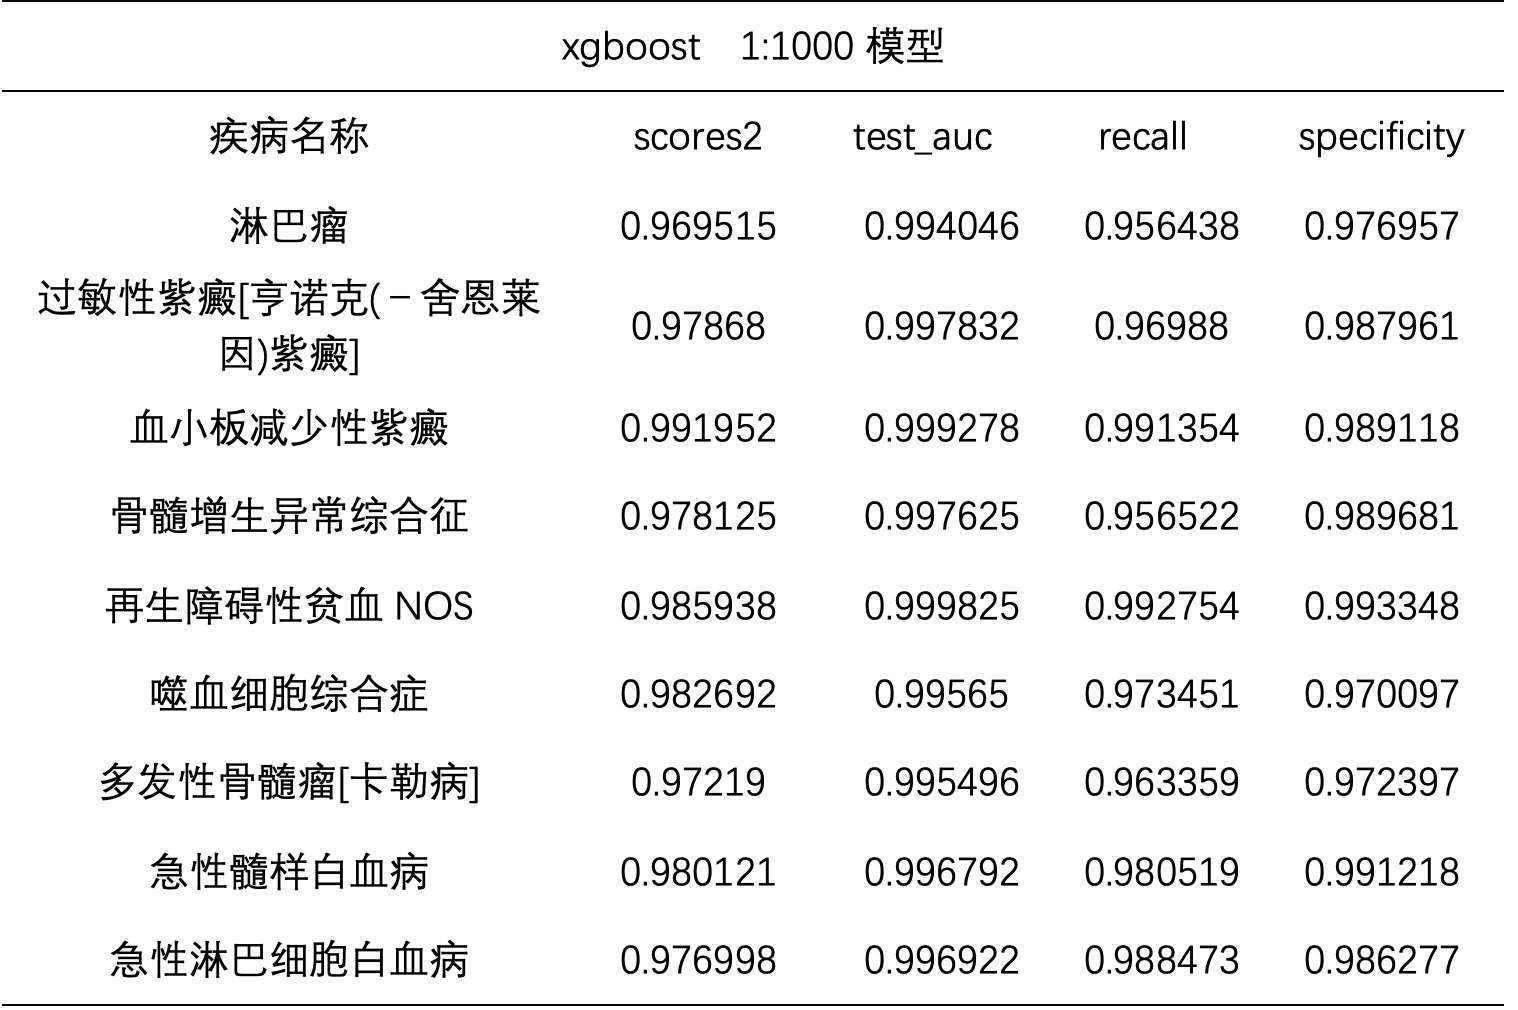 xgboost 1:1000 模型
疾病名称 scores2 test_auc recall specificity
淋巴瘤 0.969515 0.994046 0.956438 0.976957
过敏性紫癜[亨诺克(－舍恩莱
因)紫癜] 0.97868 0.997832 0.96988 0.987961
血小板减少性紫癜 0.991952 0.999278 0.991354 0.989118
骨髓增生异常综合征 0.978125 0.997625 0.956522 0.989681
再生障碍性贫血 NOS 0.985938 0.999825 0.992754 0.993348
噬血细胞综合症 0.982692 0.99565 0.973451 0.970097
多发性骨髓瘤[卡勒病] 0.97219 0.995496 0.963359 0.972397
急性髓样白血病 0.980121 0.996792 0.980519 0.991218
急性淋巴细胞白血病 0.976998 0.996922 0.988473 0.986277